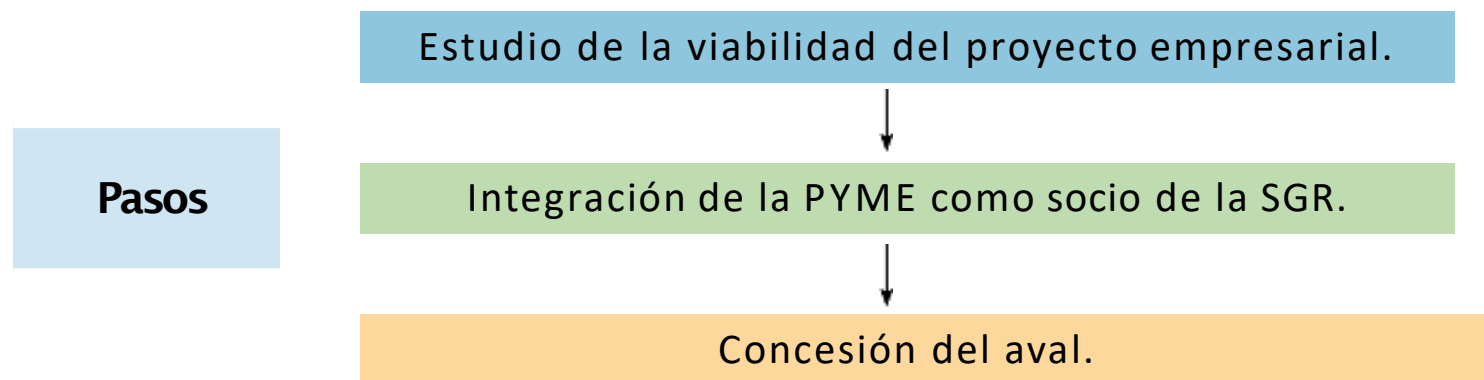 Estudio de la viabilidad del proyecto empresarial.
Pasos
Integración de la PYME como socio de la SGR.
Concesión del aval.